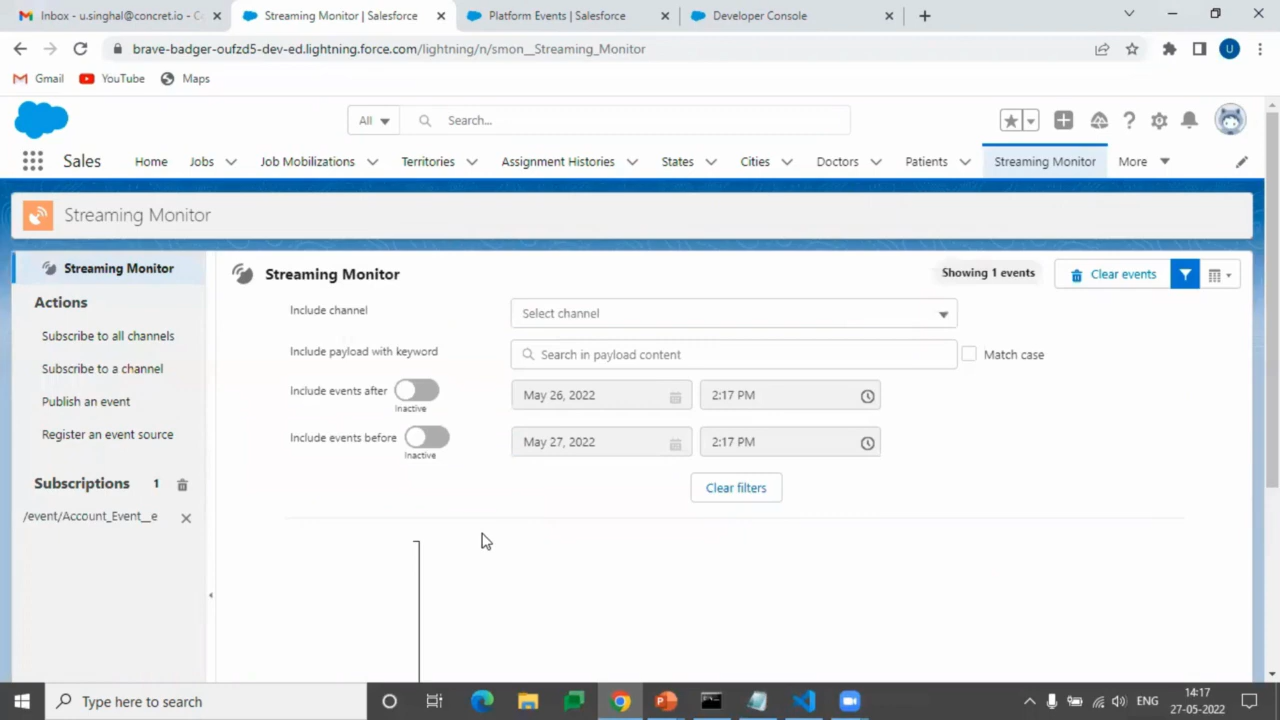 Inbox - u.singhal@concret.io - C
Streaming Monitor | Salesforce
Platform Events | Salesforce
Developer Console
brave-badger-oufzd5-dev-ed.lightning.force.com/lightning/n/smon__Streaming_Monitor
U
Gmail
YouTube
Maps
All
Search...
Sales
Home
Jobs
Job Mobilizations
Territories
Assignment Histories
States
Cities
Doctors
Patients
Streaming Monitor
More
Streaming Monitor
Streaming Monitor
Actions
Subscribe to all channels
Subscribe to a channel
Publish an event
Register an event source
Subscriptions 1
/event/Account_Event__e
Streaming Monitor
Showing 1 events
Clear events
Include channel
Select channel
Include payload with keyword
Search in payload content
Match case
Include events after
Inactive
May 26, 2022
2:17 PM
Include events before
Inactive
May 27, 2022
2:17 PM
Clear filters
Type here to search
ENG
14:17
27-05-2022